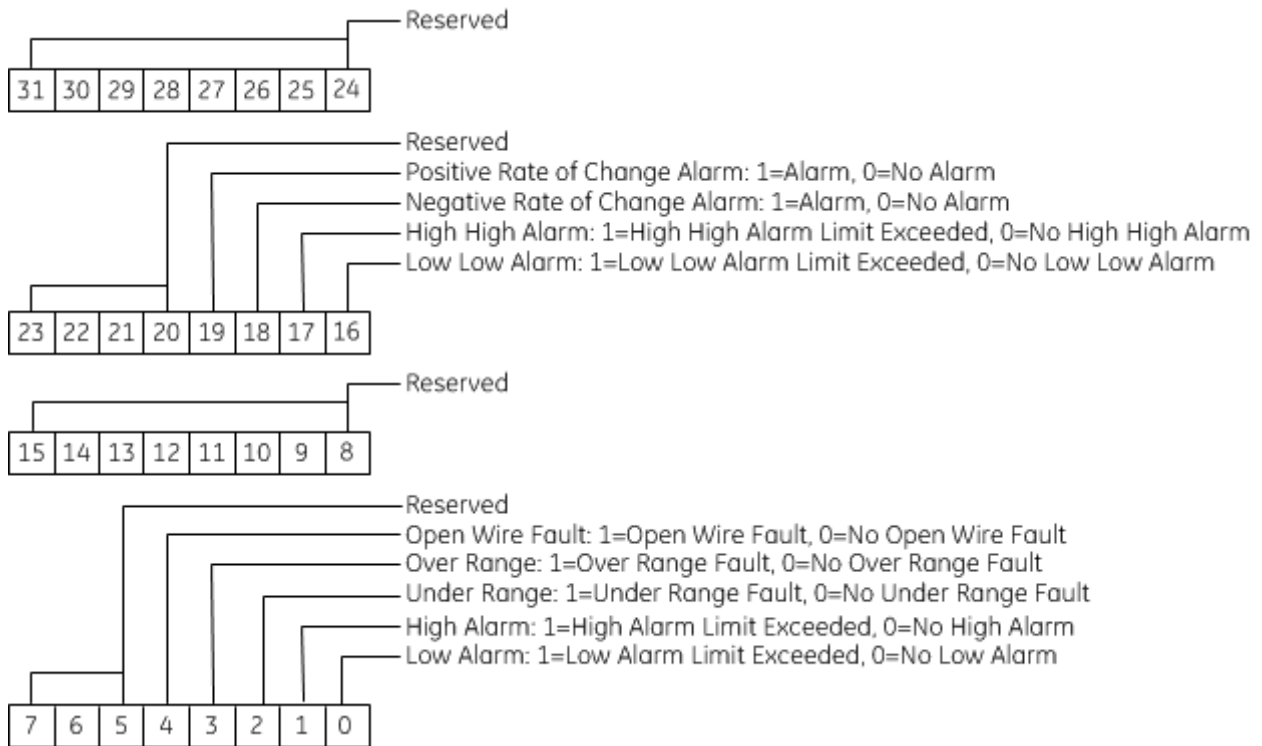 Reserved
31 30 29 28 27 26 25 24
Reserved
Positive Rate of Change Alarm: 1=Alarm, 0=No Alarm
Negative Rate of Change Alarm: 1=Alarm, 0=No Alarm
High High Alarm: 1=High High Alarm Limit Exceeded, 0=No High High Alarm
Low Low Alarm: 1=Low Low Alarm Limit Exceeded, 0=No Low Low Alarm
23 22 21 20 19 18 17 16
Reserved
15 14 13 12 11 10 9 8
Reserved
Open Wire Fault: 1=Open Wire Fault, 0=No Open Wire Fault
Over Range: 1=Over Range Fault, 0=No Over Range Fault
Under Range: 1=Under Range Fault, 0=No Under Range Fault
High Alarm: 1=High Alarm Limit Exceeded, 0=No High Alarm
Low Alarm: 1=Low Alarm Limit Exceeded, 0=No Low Alarm
7 6 5 4 3 2 1 0